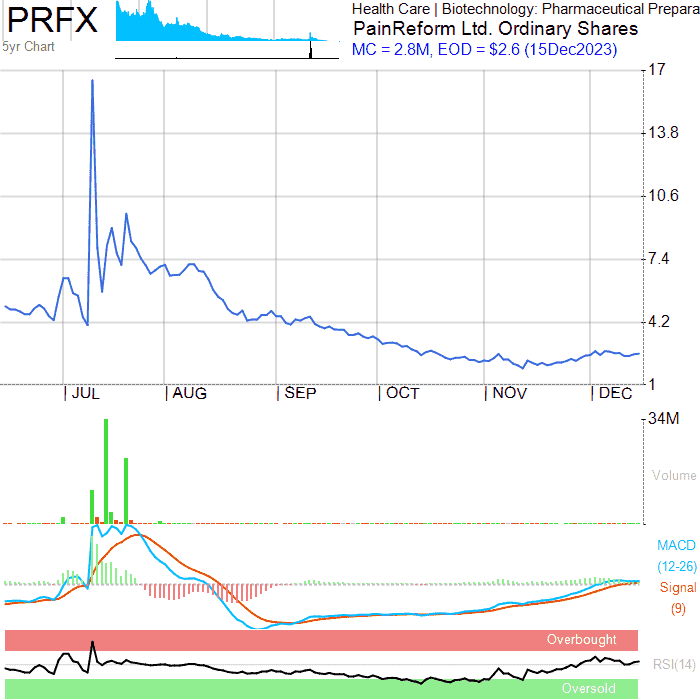 PRFX
5yr Chart
Health Care | Biotechnology: Pharmaceutical Prepara
PainReform Ltd. Ordinary Shares
MC = 2.8M, EOD = $2.6 (15Dec2023)
17
13.8
10.6
7.4
4.2
1
| JUL | AUG | SEP | OCT | NOV | DEC
34M
Volume
MACD
(12-26)
Signal
(9)
Overbought
RSI(14)
Oversold